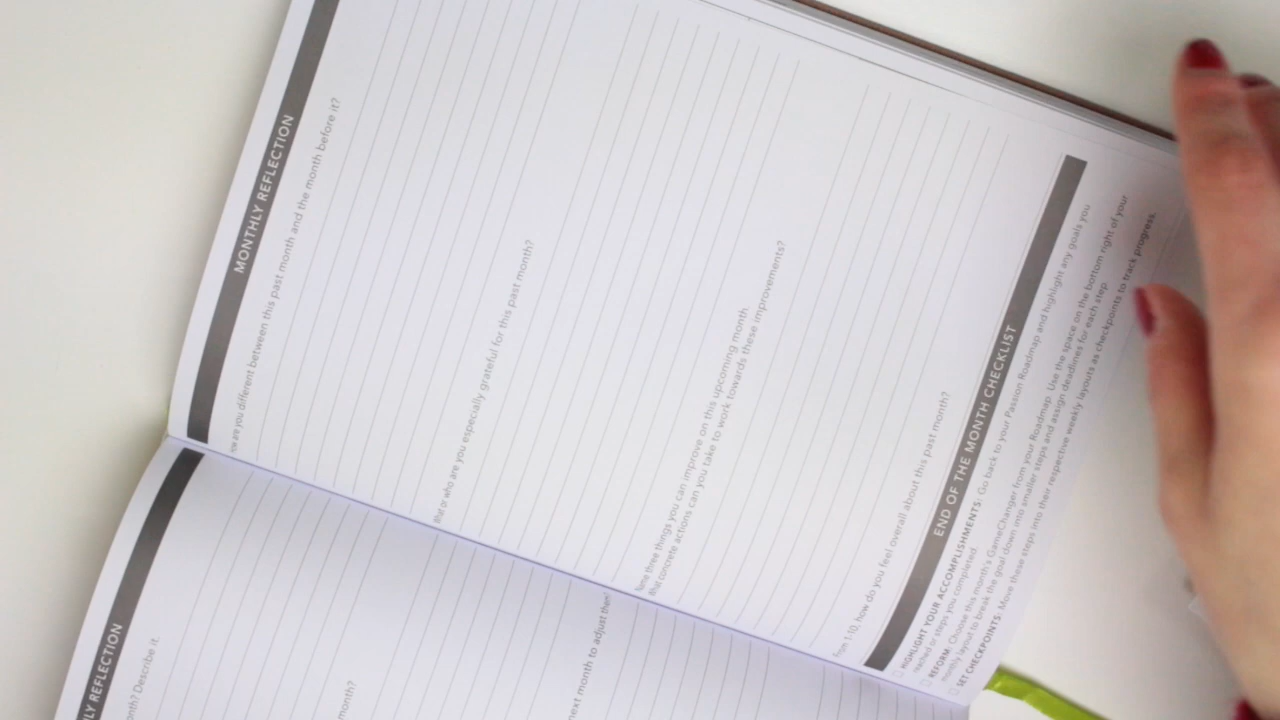 MONTHLY REFLECTION
How are you different between this past month and the month before it?
What or who are you especially grateful for this past month?
Name three things you can improve on this upcoming month.
What concrete actions can you take to work towards these improvements?
From 1-10, how do you feel overall about this past month?
END OF THE MONTH CHECKLIST
HIGHLIGHT YOUR ACCOMPLISHMENTS: Go back to your Passion Roadmap and highlight any goals you
reached or steps you completed.
REFORM: Choose this month's GameChanger from your Roadmap. Use the space on the bottom right of your
monthly layout to break the goal down into smaller steps and assign deadlines for each step.
SET CHECKPOINTS: Move these steps into their respective weekly layouts as checkpoints to track progress.
REFLECTION
month? Describe it.
month?
next month to adjust them?